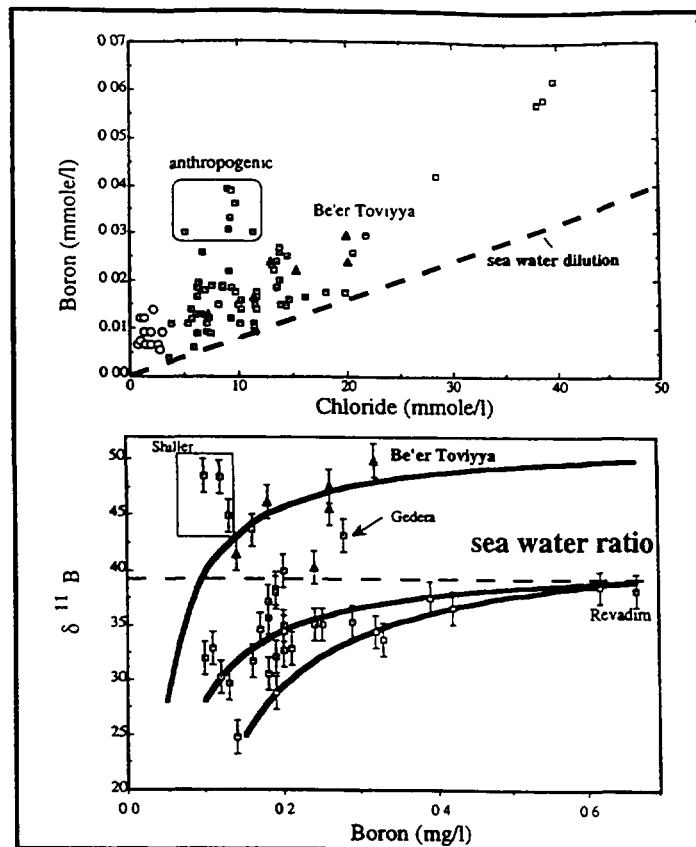 0 07
0.06
0.05
0.04
0.03
0.02
0.01
0 00
Boron (mmole/l)
anthropogenic
Be'er Toviyya
sea water dilution
0
10
20
30
40
50
Chloride (mmole/l)
50
45
40
35
30
25
20
δ 11 B
Shiller
Be'er Toviyya
Gedera
sea water ratio
Revadim
0 0
0 2
0 4
0 6
Boron (mg/l)